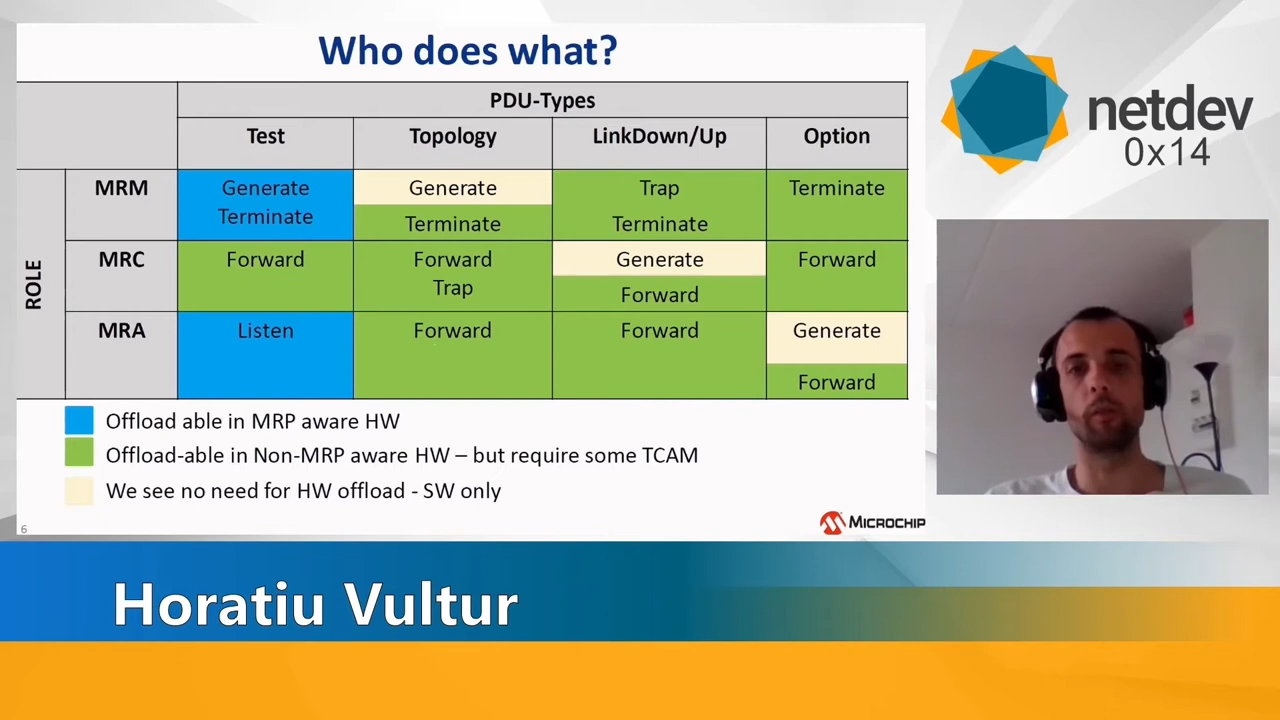 Who does what?
PDU-Types
Test Topology LinkDown/Up Option
ROLE
MRM Generate Generate Trap Terminate
Terminate Terminate Terminate
MRC Forward Forward Generate Forward
Trap Forward
MRA Listen Forward Forward Generate
Forward
Offload able in MRP aware HW
Offload-able in Non-MRP aware HW – but require some TCAM
We see no need for HW offload - SW only
6
MICROCHIP
netdev
0x14
Horatiu Vultur